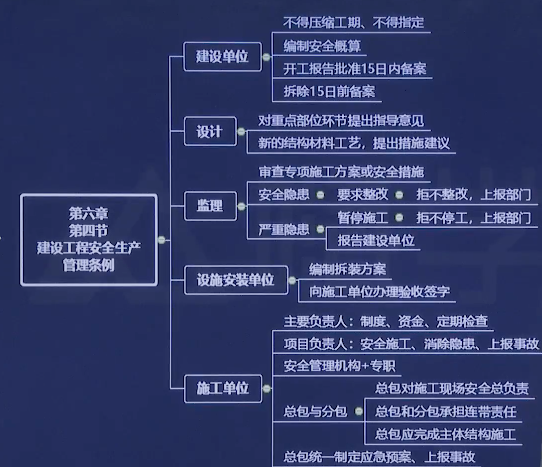 第六章
第四节
建设工程安全生产
管理条例
建设单位
不得压缩工期、不得指定
编制安全概算
开工报告批准15日内备案
拆除15日前备案
设计
对重点部位环节提出指导意见
新的结构材料工艺，提出措施建议
监理
审查专项施工方案或安全措施
安全隐患 要求整改 拒不整改，上报部门
严重隐患
暂停施工 拒不停工，上报部门
报告建设单位
设施安装单位
编制拆装方案
向施工单位办理验收签字
施工单位
主要负责人：制度、资金、定期检查
项目负责人：安全施工、消除隐患、上报事故
安全管理机构+专职
总包与分包
总包对施工现场安全总负责
总包和分包承担连带责任
总包应完成主体结构施工
总包统一制定应急预案、上报事故